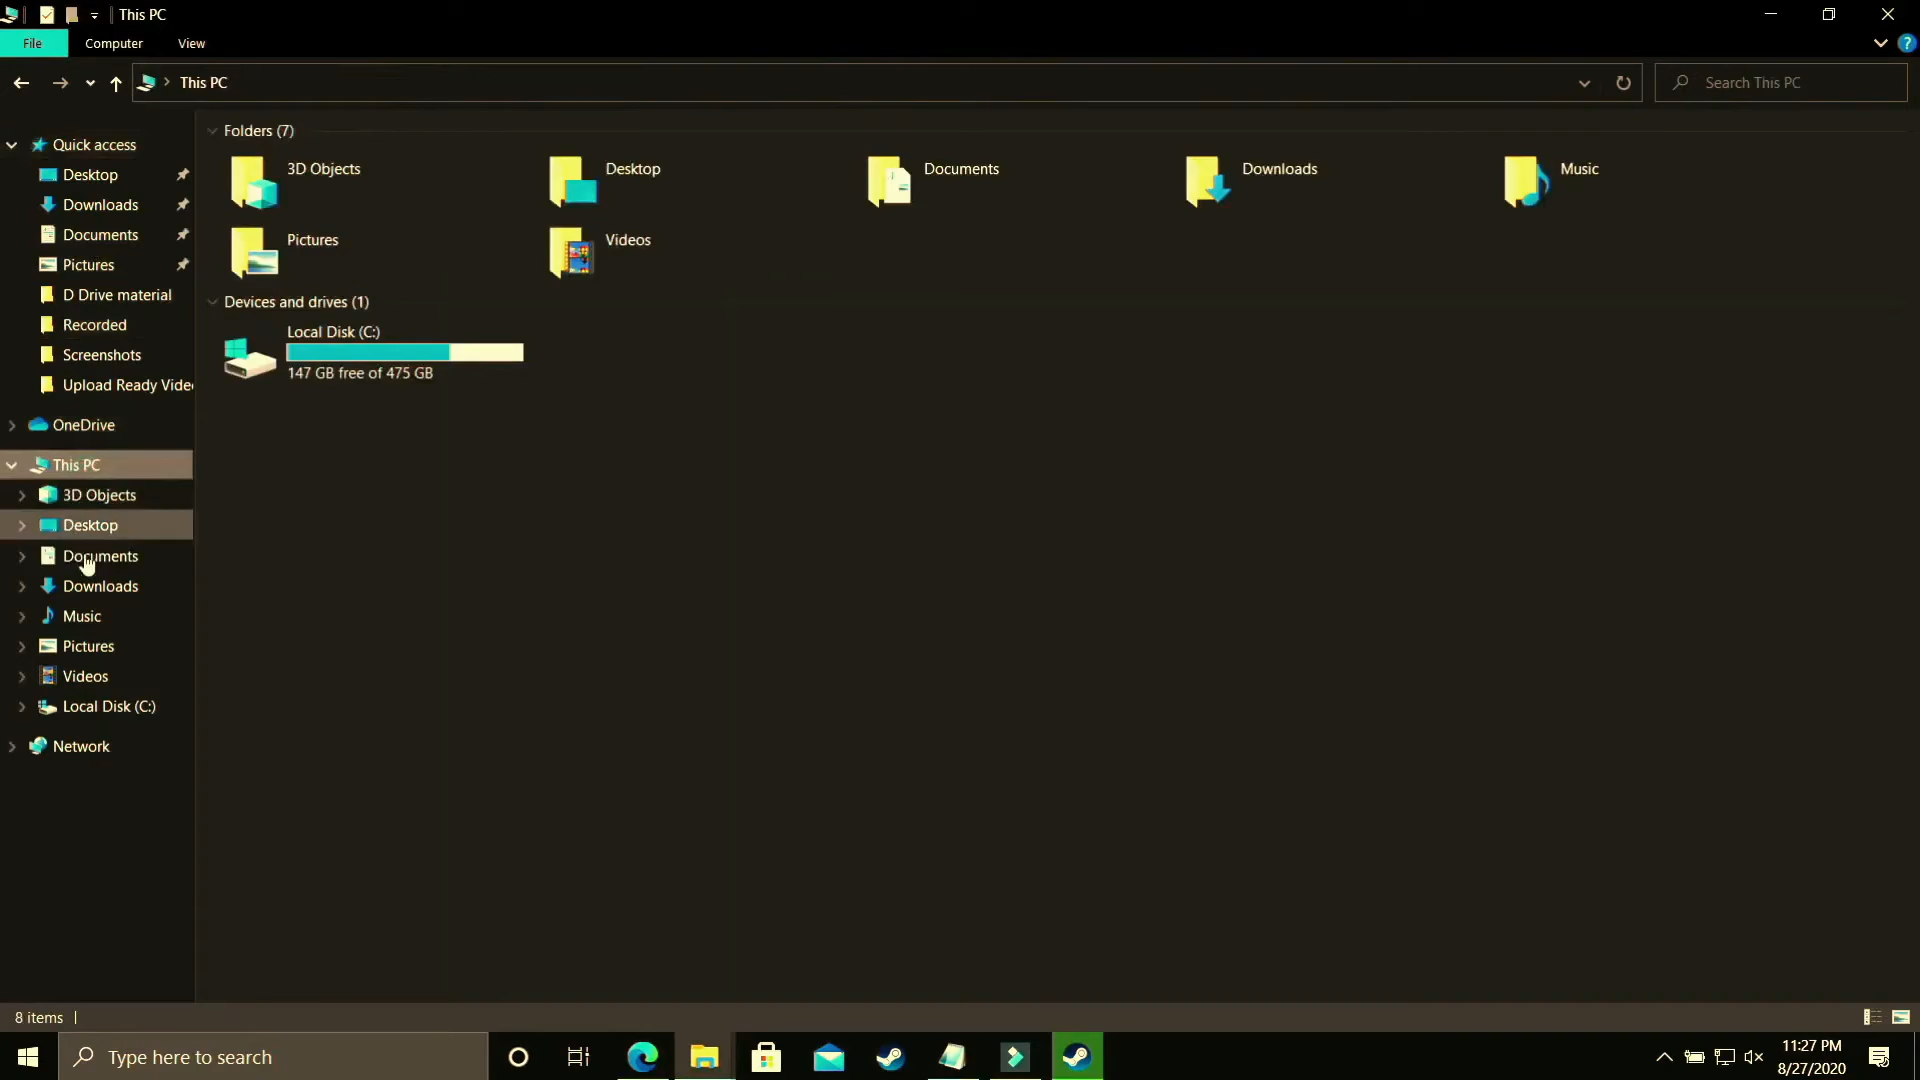 This PC
File
Computer
View
This PC
Search This PC
Quick access
Desktop
Downloads
Documents
Pictures
D Drive material
Recorded
Screenshots
Upload Ready Vide
OneDrive
This PC
3D Objects
Desktop
Documents
Downloads
Music
Pictures
Videos
Local Disk (C:)
Network
Folders (7)
3D Objects
Desktop
Documents
Downloads
Music
Pictures
Videos
Devices and drives (1)
Local Disk (C:)
147 GB free of 475 GB
8 items
Type here to search
11:27 PM
8/27/2020